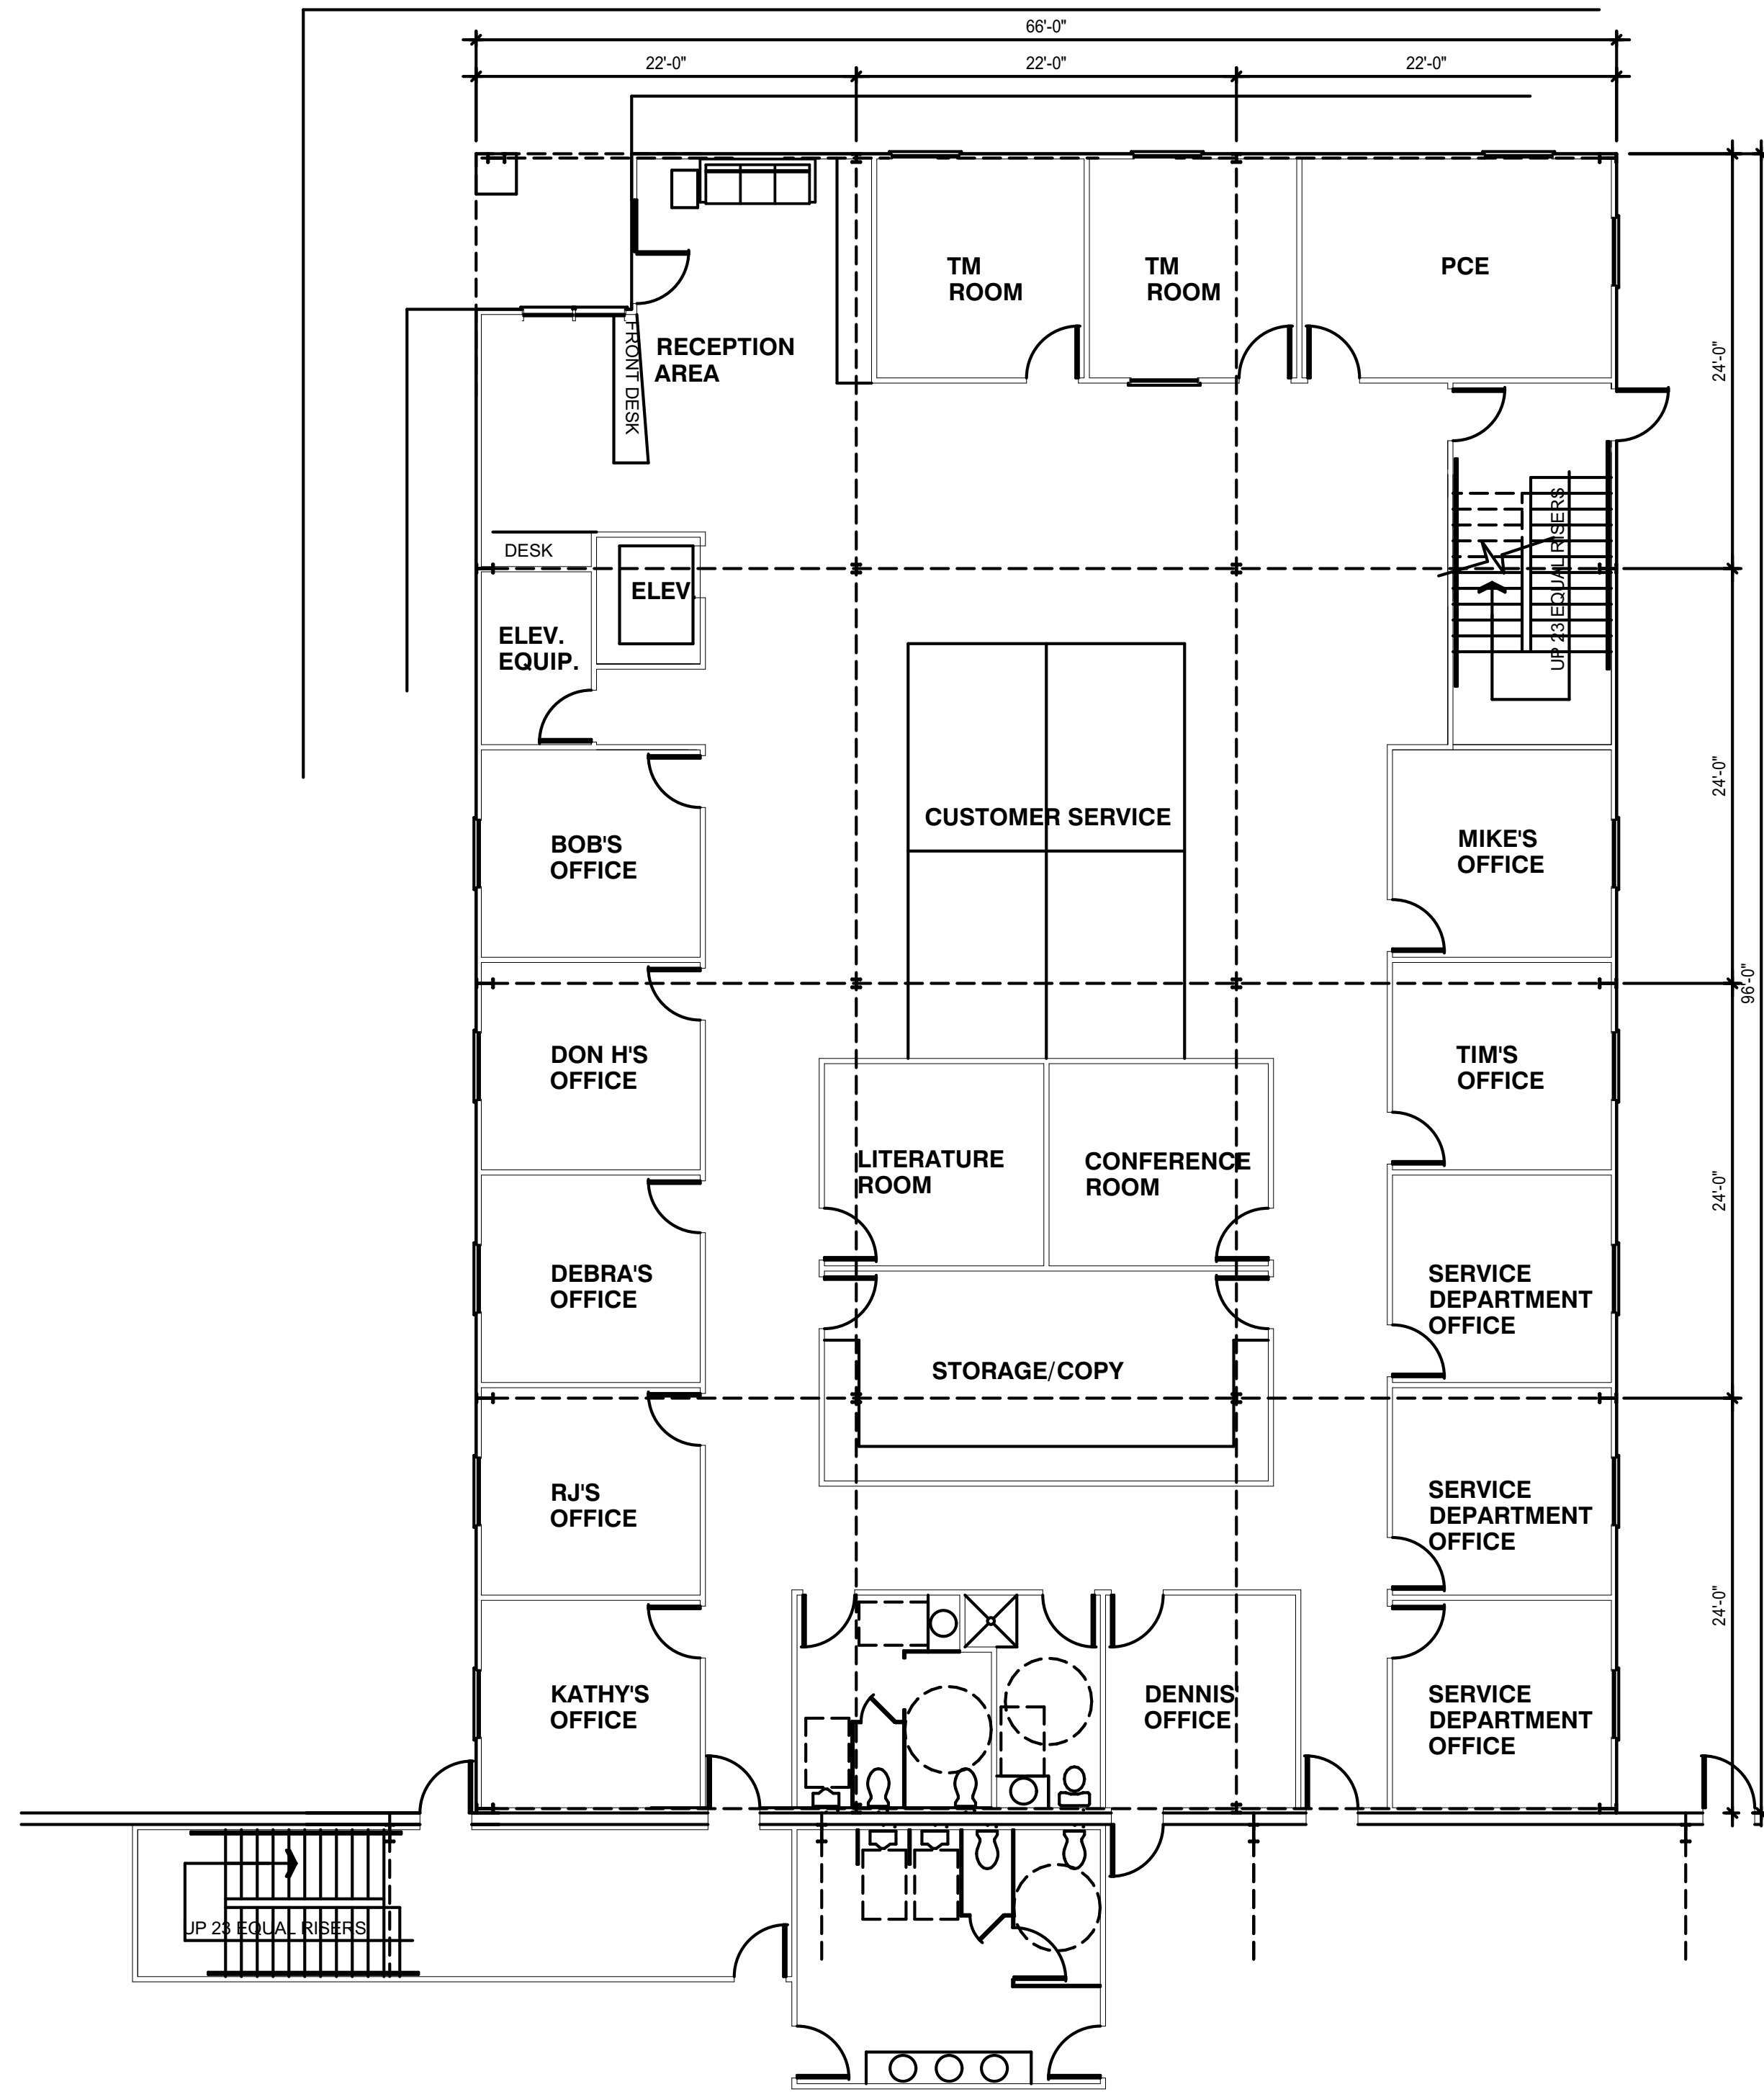 66'-0"
22'-0"
22'-0"
22'-0"
TM
ROOM
TM
ROOM
PCE
RECEPTION
AREA
FRONT DESK
24'-0"
DESK
ELEV.
ELEV.
EQUIP.
UP 23 EQUAL RISERS
24'-0"
CUSTOMER SERVICE
BOB'S
OFFICE
MIKE'S
OFFICE
96'-0"
DON H'S
OFFICE
TIM'S
OFFICE
LITERATURE
ROOM
CONFERENCE
ROOM
24'-0"
DEBRA'S
OFFICE
SERVICE
DEPARTMENT
OFFICE
STORAGE/COPY
RJ'S
OFFICE
SERVICE
DEPARTMENT
OFFICE
24'-0"
KATHY'S
OFFICE
DENNIS
OFFICE
SERVICE
DEPARTMENT
OFFICE
UP 23 EQUAL RISERS